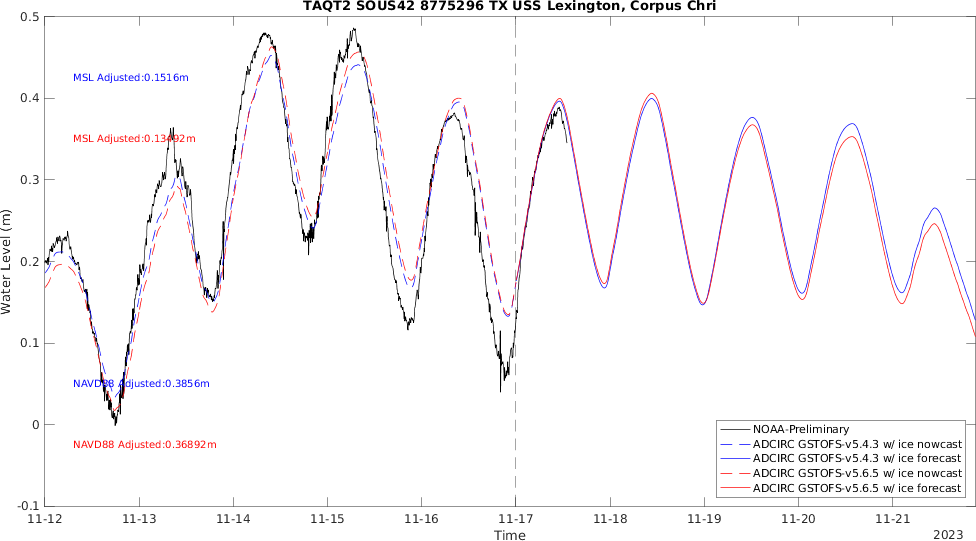 TAQT2 SOUS42 8775296 TX USS Lexington, Corpus Chri
Water Level (m)
0.5
0.4
0.3
0.2
0.1
0
-0.1
MSL Adjusted:0.1516m
MSL Adjusted:0.13492m
NAVD88 Adjusted:0.3856m
NAVD88 Adjusted:0.36892m
NOAA-Preliminary
ADCIRC GSTOFS-v5.4.3 w/ ice nowcast
ADCIRC GSTOFS-v5.4.3 w/ ice forecast
ADCIRC GSTOFS-v5.6.5 w/ ice nowcast
ADCIRC GSTOFS-v5.6.5 w/ ice forecast
11-12 11-13 11-14 11-15 11-16 11-17 11-18 11-19 11-20 11-21
Time
2023